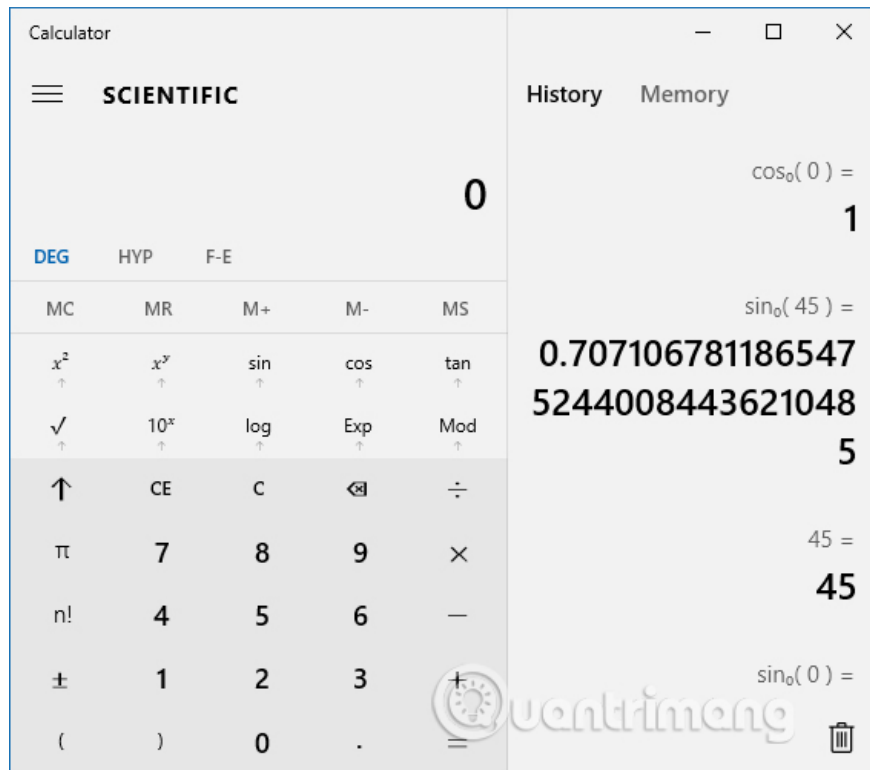 Calculator
SCIENTIFIC
0
DEG HYP F-E
MC MR M+ M- MS
x² xʸ sin cos tan
√ 10ˣ log Exp Mod
↑ CE C ÷
π 7 8 9 ×
n! 4 5 6 −
± 1 2 3 +
( ) 0 . =
History Memory
cos₀( 0 ) =
1
sin₀( 45 ) =
0.707106781186547
5244008443621048
5
45 =
45
sin₀( 0 ) =
Quantrimang